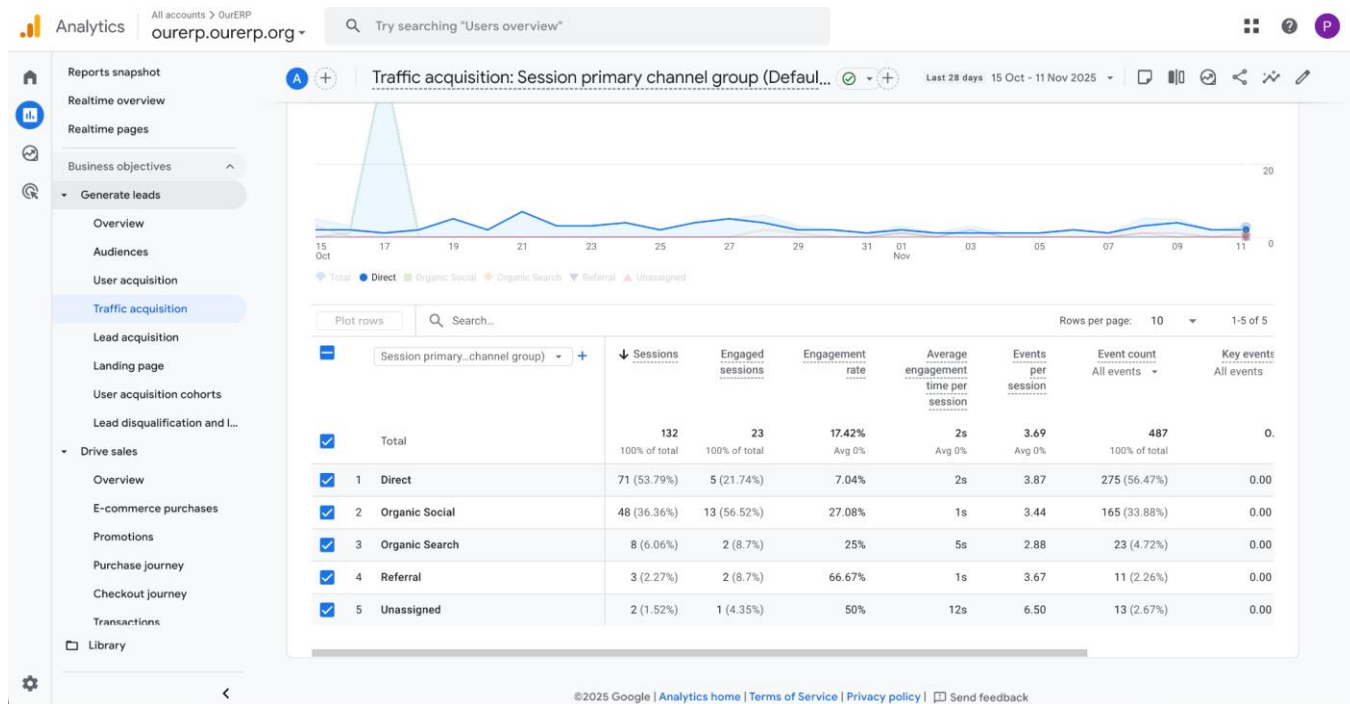 All accounts > OurERP
Analytics
ourerp.ourerp.org
Try searching "Users overview"
P
Reports snapshot
Realtime overview
Realtime pages
Business objectives
Generate leads
Overview
Audiences
User acquisition
Traffic acquisition
Lead acquisition
Landing page
User acquisition cohorts
Lead disqualification and l...
Drive sales
Overview
E-commerce purchases
Promotions
Purchase journey
Checkout journey
Transactions
Library
A
Traffic acquisition: Session primary channel group (Defaul...
Last 28 days 15 Oct - 11 Nov 2025
20
0
15 17 19 21 23 25 27 29 31 01 03 05 07 09 11
Oct Nov
Total Direct Organic Social Organic Search Referral Unassigned
Plot rows Search... Rows per page: 10 1-5 of 5
Session primary...channel group) Sessions Engaged sessions Engagement rate Average engagement time per session Events per session Event count All events Key events All events
Total 132 23 17.42% 2s 3.69 487 0.
100% of total 100% of total Avg 0% Avg 0% Avg 0% 100% of total
1 Direct 71 (53.79%) 5 (21.74%) 7.04% 2s 3.87 275 (56.47%) 0.00
2 Organic Social 48 (36.36%) 13 (56.52%) 27.08% 1s 3.44 165 (33.88%) 0.00
3 Organic Search 8 (6.06%) 2 (8.7%) 25% 5s 2.88 23 (4.72%) 0.00
4 Referral 3 (2.27%) 2 (8.7%) 66.67% 1s 3.67 11 (2.26%) 0.00
5 Unassigned 2 (1.52%) 1 (4.35%) 50% 12s 6.50 13 (2.67%) 0.00
©2025 Google | Analytics home | Terms of Service | Privacy policy | Send feedback